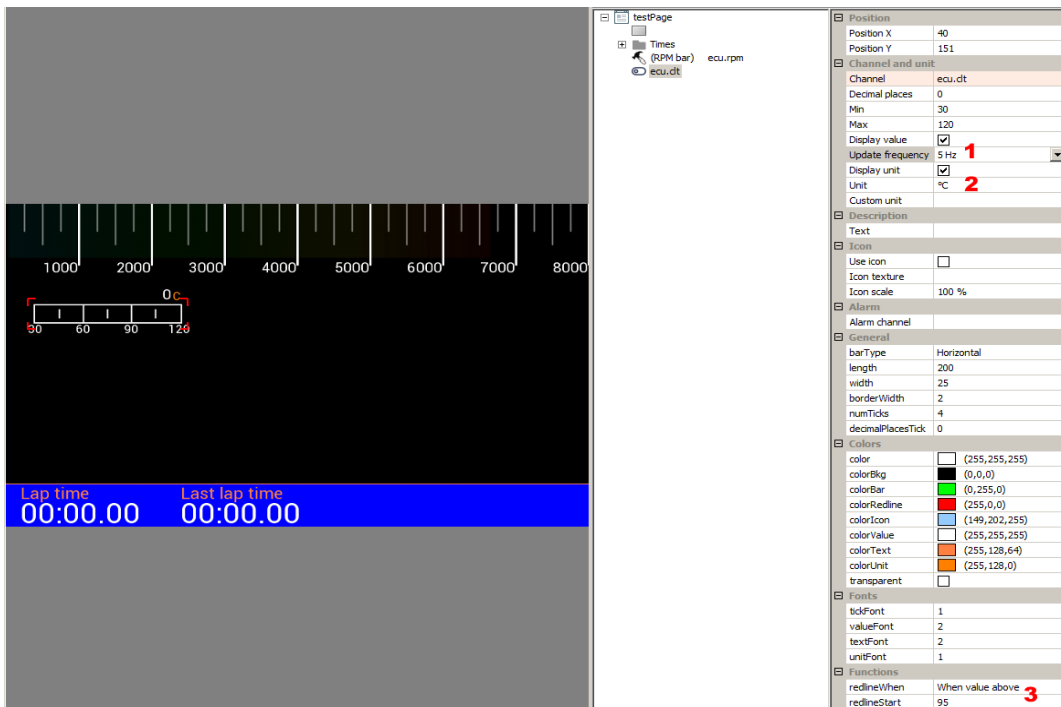 testPage
Times
(RPM bar) ecu.rpm
ecu.clt
1000 2000 3000 4000 5000 6000 7000 8000
0 C
30 60 90 120
Lap time Last lap time
00:00.00 00:00.00
Position
Position X 40
Position Y 151
Channel and unit
Channel ecu.clt
Decimal places 0
Min 30
Max 120
Display value
Update frequency 5 Hz 1
Display unit
Unit °C 2
Custom unit
Description
Text
Icon
Use icon
Icon texture
Icon scale 100 %
Alarm
Alarm channel
General
barType Horizontal
length 200
width 25
borderWidth 2
numTicks 4
decimalPlacesTick 0
Colors
color (255,255,255)
colorBkg (0,0,0)
colorBar (0,255,0)
colorRedline (255,0,0)
colorIcon (149,202,255)
colorValue (255,255,255)
colorText (255,128,64)
colorUnit (255,128,0)
transparent
Fonts
tickFont 1
valueFont 2
textFont 2
unitFont 1
Functions
redlineWhen When value above 3
redlineStart 95